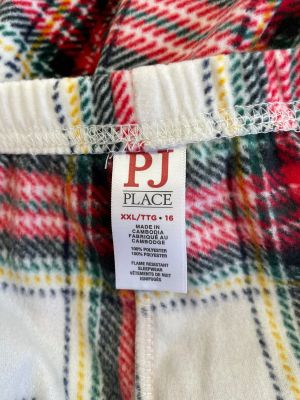 PJ
PLACE
XXL/TTG • 16
MADE IN
CAMBODIA
FABRIQUÉ AU
CAMBODGE
100% POLYESTER
100% POLYESTER
FLAME RESISTANT
SLEEPWEAR
VÊTEMENTS DE NUIT
IGNIFUGÉS